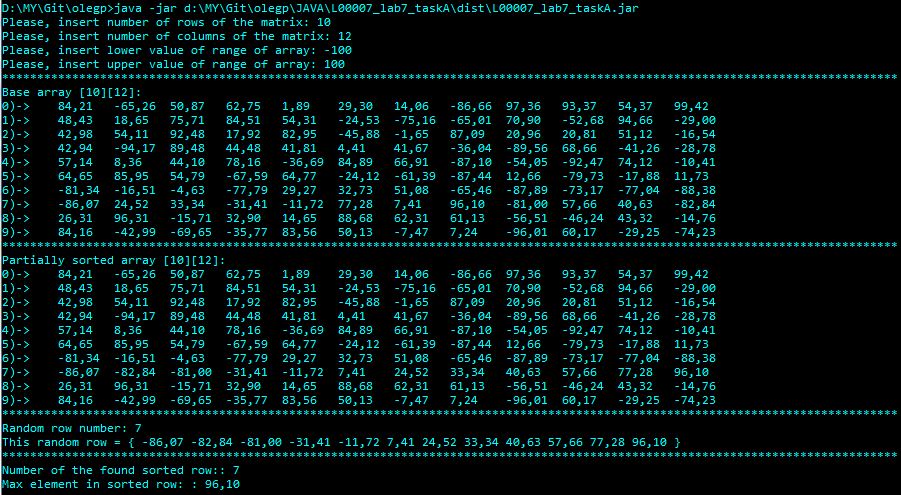 D:\MY\Git\olegp>java -jar d:\MY\Git\olegp\JAVA\L00007_lab7_taskA\dist\L00007_lab7_taskA.jar
Please, insert number of rows of the matrix: 10
Please, insert number of columns of the matrix: 12
Please, insert lower value of range of array: -100
Please, insert upper value of range of array: 100
********************************************************************************************************************************
Base array [10][12]:
0)-> 84,21 -65,26 50,87 62,75 1,89 29,30 14,06 -86,66 97,36 93,37 54,37 99,42
1)-> 48,43 18,65 75,71 84,51 54,31 -24,53 -75,16 -65,01 70,90 -52,68 94,66 -29,00
2)-> 42,98 54,11 92,48 17,92 82,95 -45,88 -1,65 87,09 20,96 20,81 51,12 -16,54
3)-> 42,94 -94,17 89,48 44,48 41,81 4,41 41,67 -36,04 -89,56 68,66 -41,26 -28,78
4)-> 57,14 8,36 44,10 78,16 -36,69 84,89 66,91 -87,10 -54,05 -92,47 74,12 -10,41
5)-> 64,65 85,95 54,79 -67,59 64,77 -24,12 -61,39 -87,44 12,66 -79,73 -17,88 11,73
6)-> -81,34 -16,51 -4,63 -77,79 29,27 32,73 51,08 -65,46 -87,89 -73,17 -77,04 -88,38
7)-> -86,07 24,52 33,34 -31,41 -11,72 77,28 7,41 96,10 -81,00 57,66 40,63 -82,84
8)-> 26,31 96,31 -15,71 32,90 14,65 88,68 62,31 61,13 -56,51 -46,24 43,32 -14,76
9)-> 84,16 -42,99 -69,65 -35,77 83,56 50,13 -7,47 7,24 -96,01 60,17 -29,25 -74,23
********************************************************************************************************************************
Partially sorted array [10][12]:
0)-> 84,21 -65,26 50,87 62,75 1,89 29,30 14,06 -86,66 97,36 93,37 54,37 99,42
1)-> 48,43 18,65 75,71 84,51 54,31 -24,53 -75,16 -65,01 70,90 -52,68 94,66 -29,00
2)-> 42,98 54,11 92,48 17,92 82,95 -45,88 -1,65 87,09 20,96 20,81 51,12 -16,54
3)-> 42,94 -94,17 89,48 44,48 41,81 4,41 41,67 -36,04 -89,56 68,66 -41,26 -28,78
4)-> 57,14 8,36 44,10 78,16 -36,69 84,89 66,91 -87,10 -54,05 -92,47 74,12 -10,41
5)-> 64,65 85,95 54,79 -67,59 64,77 -24,12 -61,39 -87,44 12,66 -79,73 -17,88 11,73
6)-> -81,34 -16,51 -4,63 -77,79 29,27 32,73 51,08 -65,46 -87,89 -73,17 -77,04 -88,38
7)-> -86,07 -82,84 -81,00 -31,41 -11,72 7,41 24,52 33,34 40,63 57,66 77,28 96,10
8)-> 26,31 96,31 -15,71 32,90 14,65 88,68 62,31 61,13 -56,51 -46,24 43,32 -14,76
9)-> 84,16 -42,99 -69,65 -35,77 83,56 50,13 -7,47 7,24 -96,01 60,17 -29,25 -74,23
********************************************************************************************************************************
Random row number: 7
This random row = { -86,07 -82,84 -81,00 -31,41 -11,72 7,41 24,52 33,34 40,63 57,66 77,28 96,10 }
********************************************************************************************************************************
Number of the found sorted row:: 7
Max element in sorted row: : 96,10